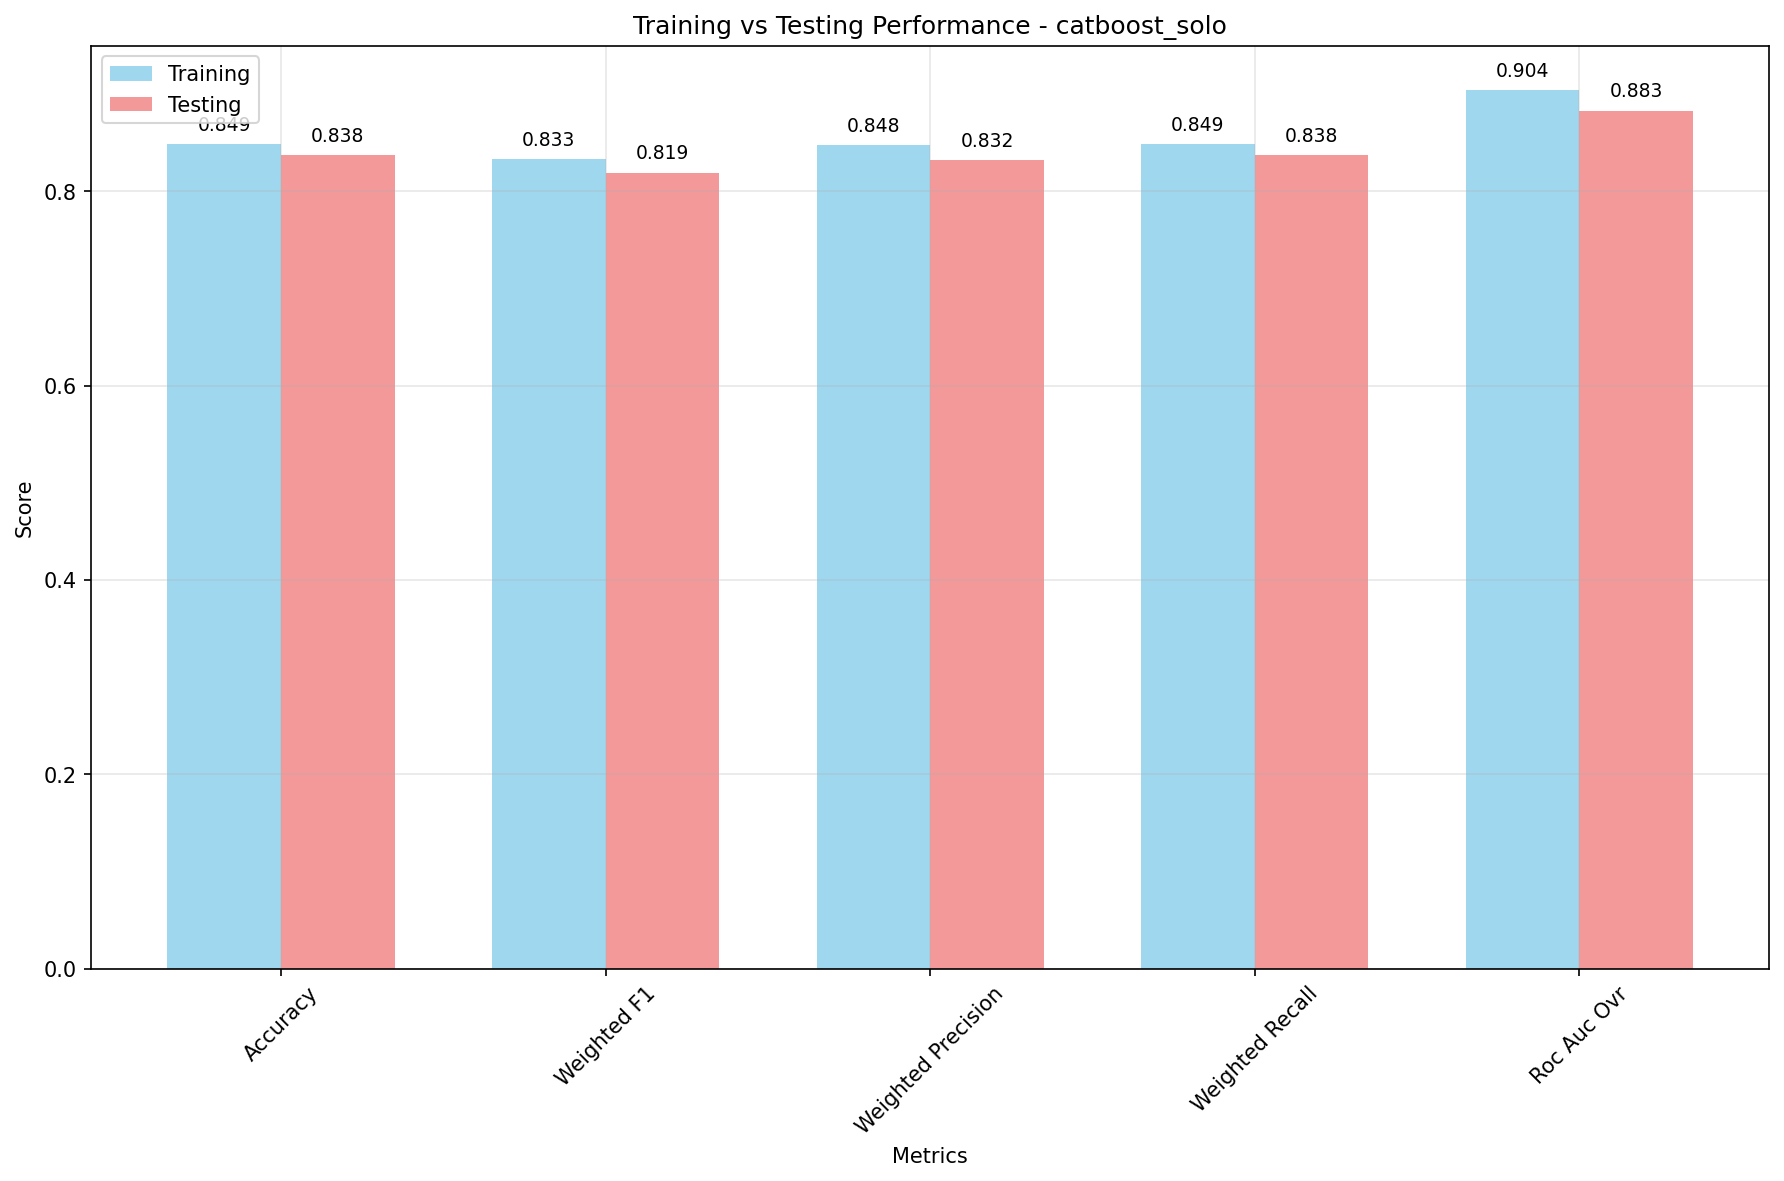 Training vs Testing Performance - catboost_solo
Training
Testing
0.849
0.838
0.833
0.819
0.848
0.832
0.849
0.838
0.904
0.883
0.8
0.6
0.4
0.2
0.0
Score
Accuracy
Weighted F1
Weighted Precision
Weighted Recall
Roc Auc Ovr
Metrics